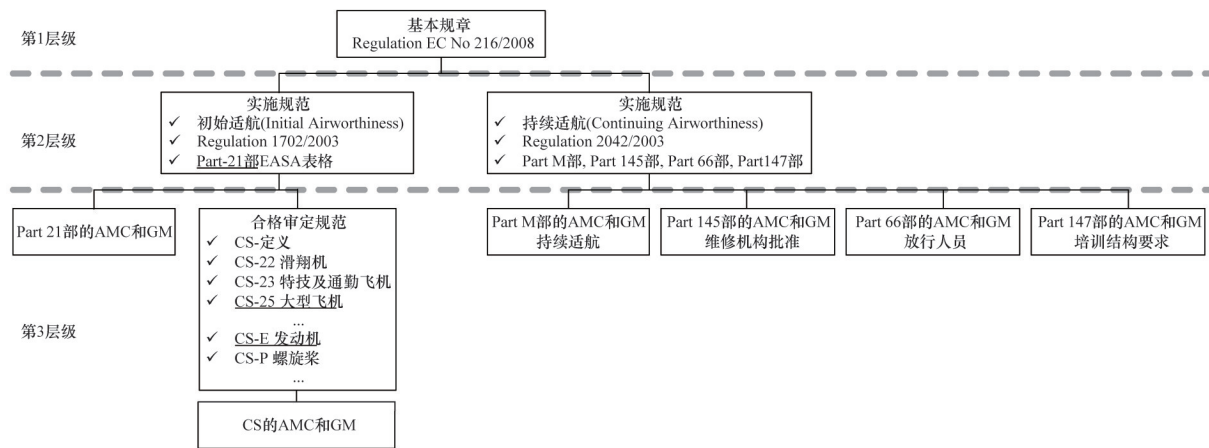 第1层级
基本规章
Regulation EC No 216/2008
第2层级
实施规范
✓ 初始适航(Initial Airworthiness)
✓ Regulation 1702/2003
✓ Part-21部EASA表格
实施规范
✓ 持续适航(Continuing Airworthiness)
✓ Regulation 2042/2003
✓ Part M部, Part 145部, Part 66部, Part147部
第3层级
Part 21部的AMC和GM
合格审定规范
✓ CS-定义
✓ CS-22 滑翔机
✓ CS-23 特技及通勤飞机
✓ CS-25 大型飞机
...
✓ CS-E 发动机
✓ CS-P 螺旋桨
...
CS的AMC和GM
Part M部的AMC和GM
持续适航
Part 145部的AMC和GM
维修机构批准
Part 66部的AMC和GM
放行人员
Part 147部的AMC和GM
培训结构要求